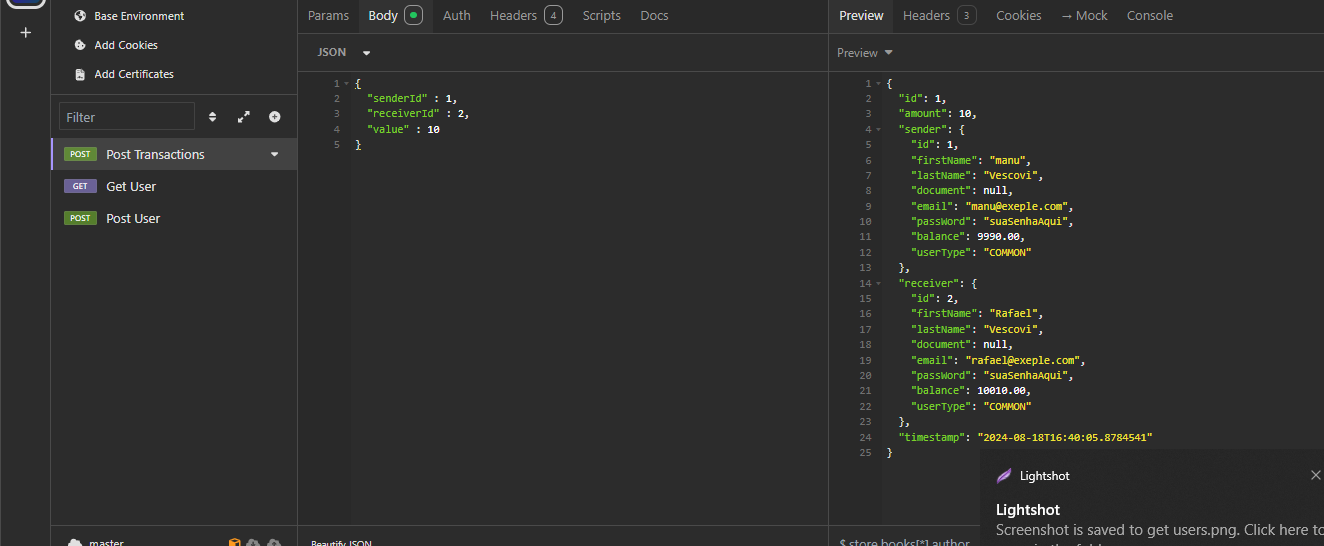 Base Environment
Add Cookies
Add Certificates
Filter
POST Post Transactions
GET Get User
POST Post User
master
Params Body Auth Headers 4 Scripts Docs
JSON
1 {
2 "senderId" : 1,
3 "receiverId" : 2,
4 "value" : 10
5 }
Beautify JSON
Preview Headers 3 Cookies → Mock Console
Preview
1 {
2 "id": 1,
3 "amount": 10,
4 "sender": {
5 "id": 1,
6 "firstName": "manu",
7 "lastName": "Vescovi",
8 "document": null,
9 "email": "manu@exeple.com",
10 "passWord": "suaSenhaAqui",
11 "balance": 9990.00,
12 "userType": "COMMON"
13 },
14 "receiver": {
15 "id": 2,
16 "firstName": "Rafael",
17 "lastName": "Vescovi",
18 "document": null,
19 "email": "rafael@exeple.com",
20 "passWord": "suaSenhaAqui",
21 "balance": 10010.00,
22 "userType": "COMMON"
23 },
24 "timestamp": "2024-08-18T16:40:05.8784541"
25 }
$.store.books[*].author
Lightshot
Lightshot
Screenshot is saved to get users.png. Click here to